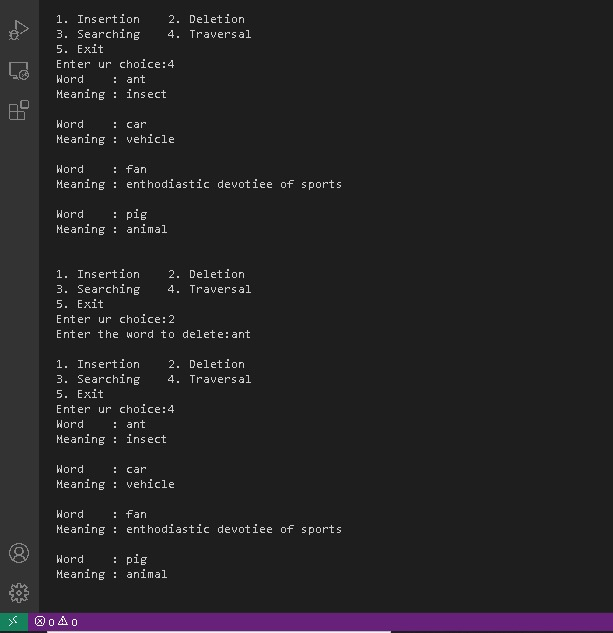 1. Insertion    2. Deletion
3. Searching    4. Traversal
5. Exit
Enter ur choice:4
Word    : ant
Meaning : insect
Word    : car
Meaning : vehicle
Word    : fan
Meaning : enthodiastic devotiee of sports
Word    : pig
Meaning : animal
1. Insertion    2. Deletion
3. Searching    4. Traversal
5. Exit
Enter ur choice:2
Enter the word to delete:ant
1. Insertion    2. Deletion
3. Searching    4. Traversal
5. Exit
Enter ur choice:4
Word    : ant
Meaning : insect
Word    : car
Meaning : vehicle
Word    : fan
Meaning : enthodiastic devotiee of sports
Word    : pig
Meaning : animal
0 0